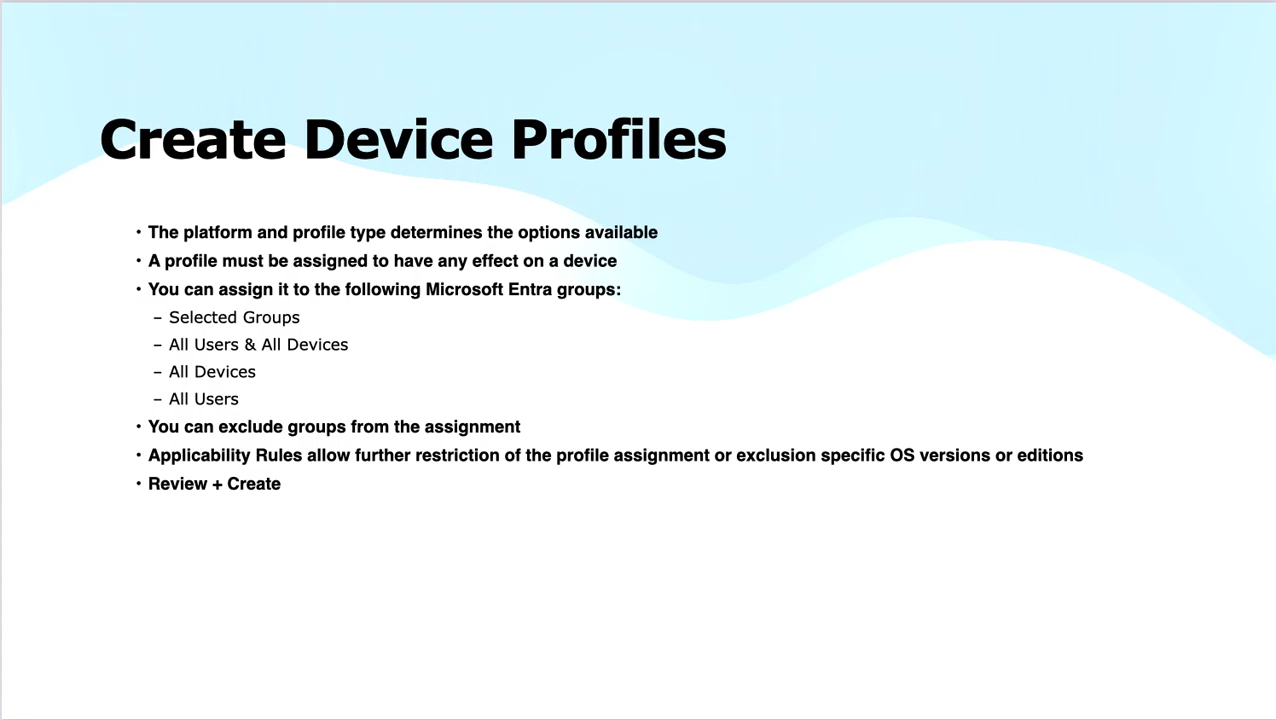 Create Device Profiles
• The platform and profile type determines the options available
• A profile must be assigned to have any effect on a device
• You can assign it to the following Microsoft Entra groups:
– Selected Groups
– All Users & All Devices
– All Devices
– All Users
• You can exclude groups from the assignment
• Applicability Rules allow further restriction of the profile assignment or exclusion specific OS versions or editions
• Review + Create